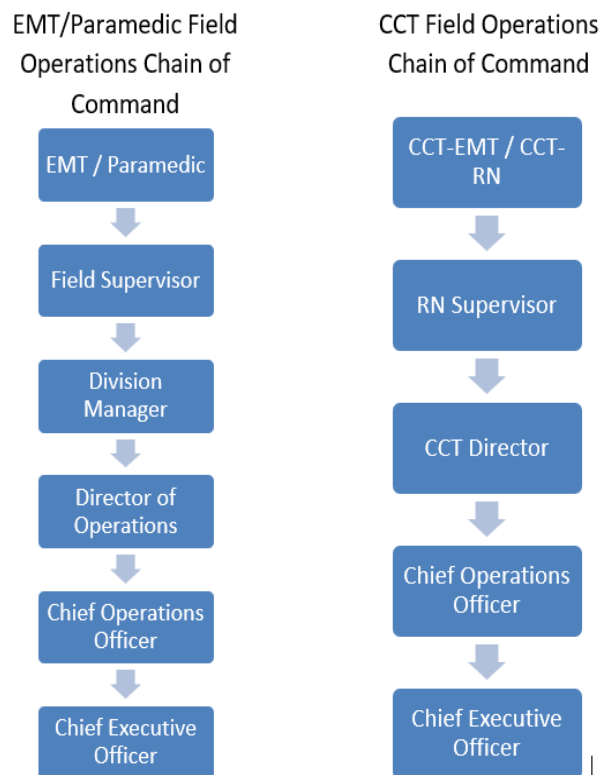 EMT/Paramedic Field
Operations Chain of
Command
EMT / Paramedic
Field Supervisor
Division
Manager
Director of
Operations
Chief Operations
Officer
Chief Executive
Officer
CCT Field Operations
Chain of Command
CCT-EMT / CCT-
RN
RN Supervisor
CCT Director
Chief Operations
Officer
Chief Executive
Officer